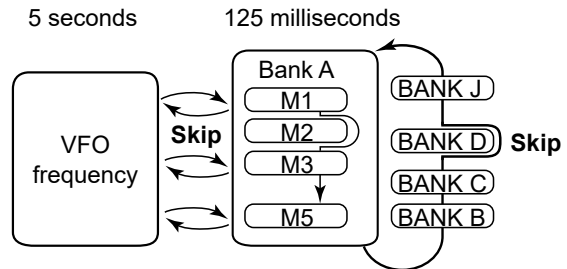 5 seconds
125 milliseconds
VFO
frequency
Skip
Bank A
M1
M2
M3
M5
BANK J
BANK D
Skip
BANK C
BANK B